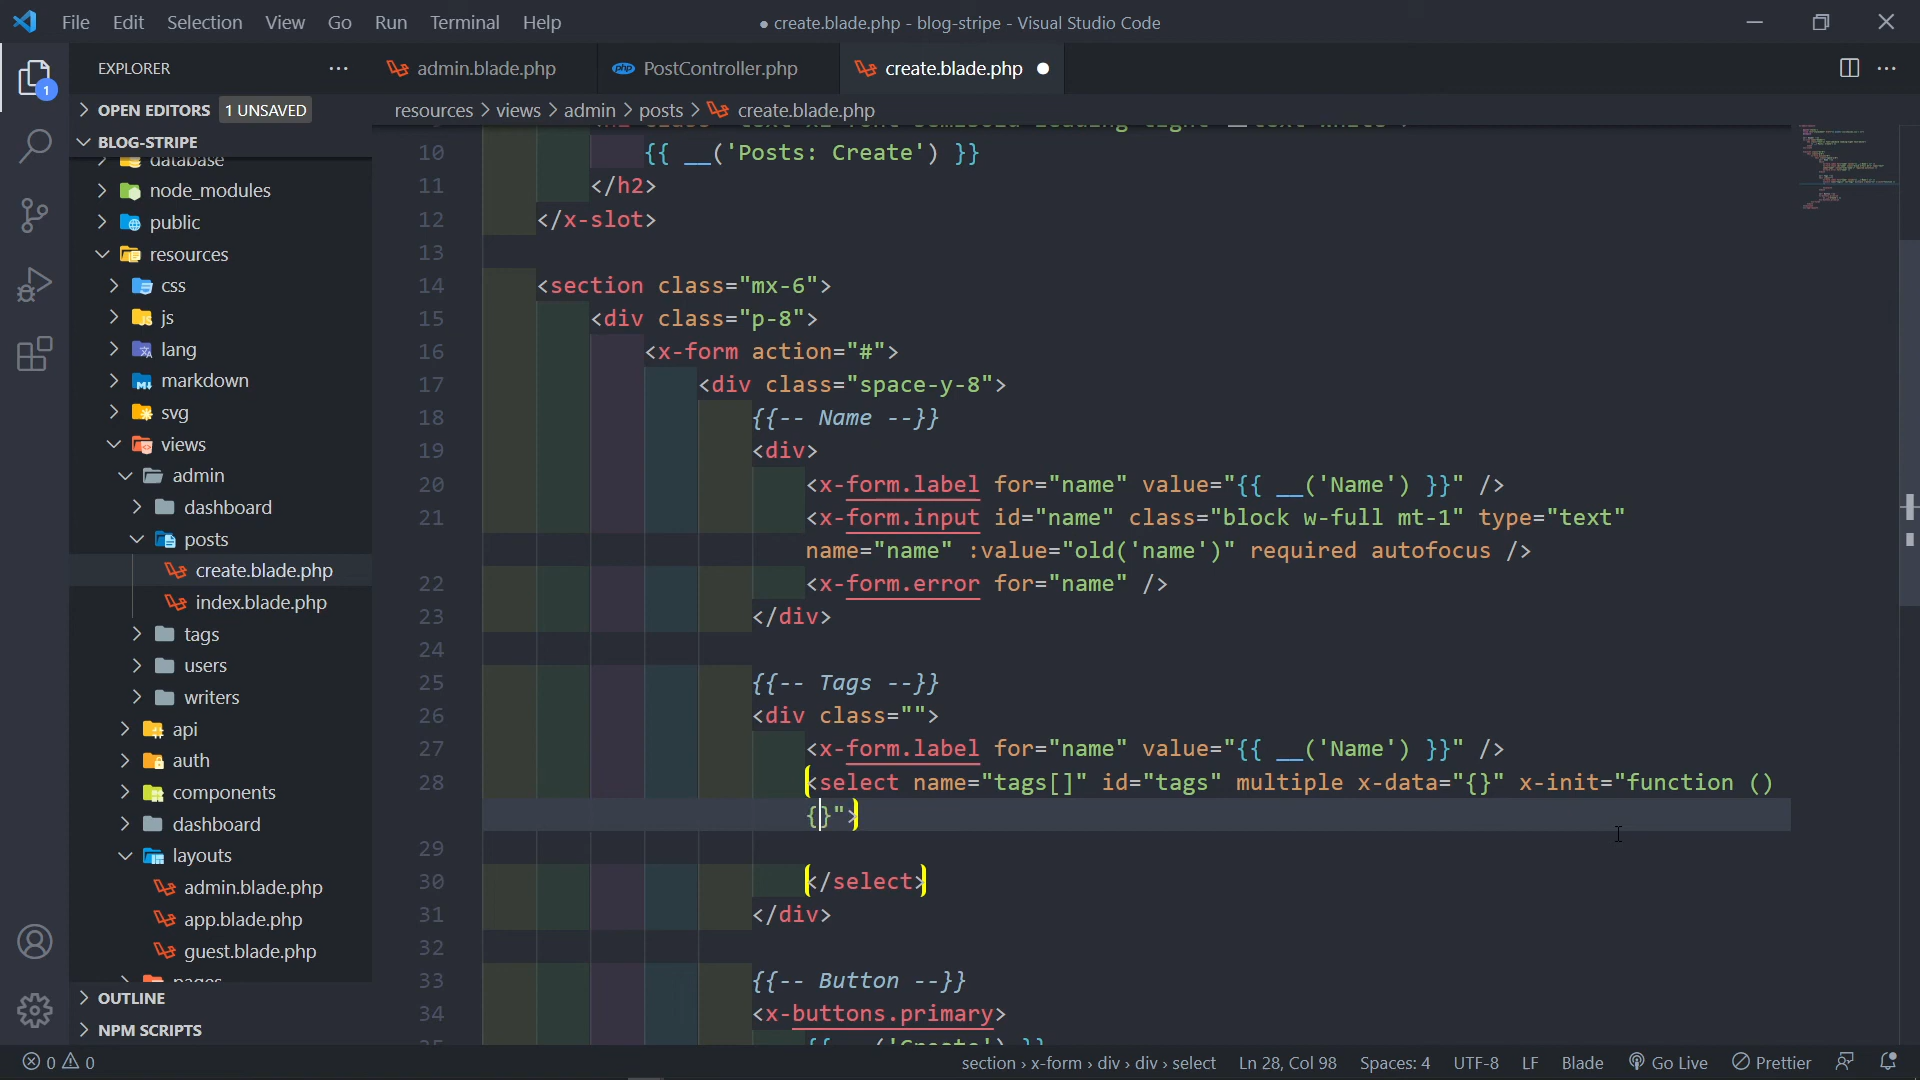 File Edit Selection View Go Run Terminal Help
● create.blade.php - blog-stripe - Visual Studio Code
EXPLORER
admin.blade.php
PostController.php
create.blade.php
OPEN EDITORS 1 UNSAVED
resources > views > admin > posts > create.blade.php
BLOG-STRIPE
database
node_modules
public
resources
css
js
lang
markdown
svg
views
admin
dashboard
posts
create.blade.php
index.blade.php
tags
users
writers
api
auth
components
dashboard
layouts
admin.blade.php
app.blade.php
guest.blade.php
pages
OUTLINE
NPM SCRIPTS
10 {{ __('Posts: Create') }}
11 </h2>
12 </x-slot>
13
14 <section class="mx-6">
15 <div class="p-8">
16 <x-form action="#">
17 <div class="space-y-8">
18 {{-- Name --}}
19 <div>
20 <x-form.label for="name" value="{{ __('Name') }}" />
21 <x-form.input id="name" class="block w-full mt-1" type="text"
name="name" :value="old('name')" required autofocus />
22 <x-form.error for="name" />
23 </div>
24
25 {{-- Tags --}}
26 <div class="">
27 <x-form.label for="name" value="{{ __('Name') }}" />
28 <select name="tags[]" id="tags" multiple x-data="{}" x-init="function ()
{}">
29
30 </select>
31 </div>
32
33 {{-- Button --}}
34 <x-buttons.primary>
35 {{ __('Create') }}
1
0 0
section > x-form > div > div > select
Ln 28, Col 98
Spaces: 4
UTF-8
LF
Blade
Go Live
Prettier